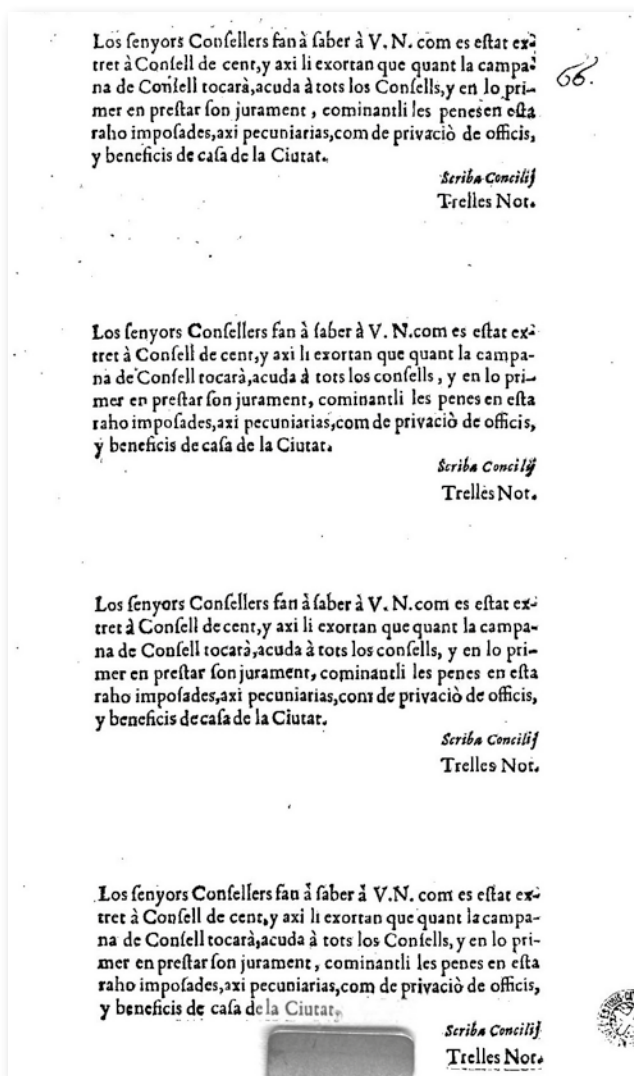 Los ſenyors Conſellers fan à ſaber à V. N. com es eſtat ex-
tret à Conſell de cent, y axi li exortan que quant la campa-
na de Conſell tocarà, acuda à tots los Conſells, y en lo pri-
mer en preſtar ſon jurament, cominantli les penes en eſta
raho impoſades, axi pecuniarias, com de privaciò de officis,
y beneficis de caſa de la Ciutat.
Scriba Concilij
Trelles Not.
66.
Los ſenyors Conſellers fan à ſaber à V. N. com es eſtat ex-
tret à Conſell de cent, y axi li exortan que quant la campa-
na de Conſell tocarà, acuda à tots los conſells, y en lo pri-
mer en preſtar ſon jurament, cominantli les penes en eſta
raho impoſades, axi pecuniarias, com de privaciò de officis,
y beneficis de caſa de la Ciutat.
Scriba Concilij
Trelles Not.
Los ſenyors Conſellers fan à ſaber à V. N. com es eſtat ex-
tret à Conſell de cent, y axi li exortan que quant la campa-
na de Conſell tocarà, acuda à tots los conſells, y en lo pri-
mer en preſtar ſon jurament, cominantli les penes en eſta
raho impoſades, axi pecuniarias, com de privaciò de officis,
y beneficis de caſa de la Ciutat.
Scriba Concilij
Trelles Not.
Los ſenyors Conſellers fan à ſaber à V. N. com es eſtat ex-
tret à Conſell de cent, y axi li exortan que quant la campa-
na de Conſell tocarà, acuda à tots los Conſells, y en lo pri-
mer en preſtar ſon jurament, cominantli les penes en eſta
raho impoſades, axi pecuniarias, com de privaciò de officis,
y beneficis de caſa de la Ciutat.
Scriba Concilij
Trelles Not.